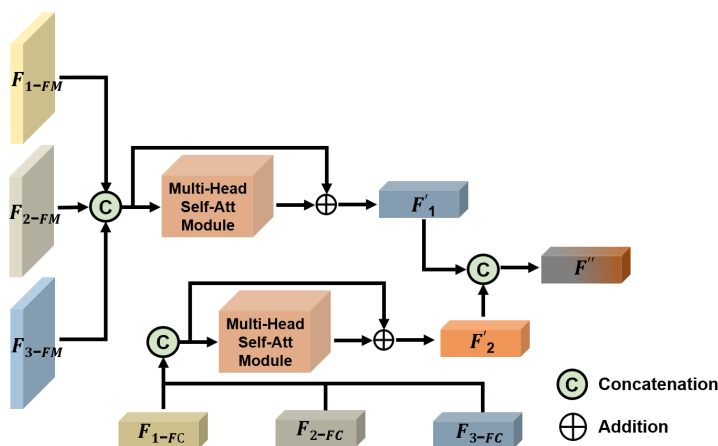 F1-FM
F2-FM
F3-FM
C
Multi-Head
Self-Att
Module
F'1
C
F''
C
Multi-Head
Self-Att
Module
F'2
F1-FC
F2-FC
F3-FC
C Concatenation
Addition